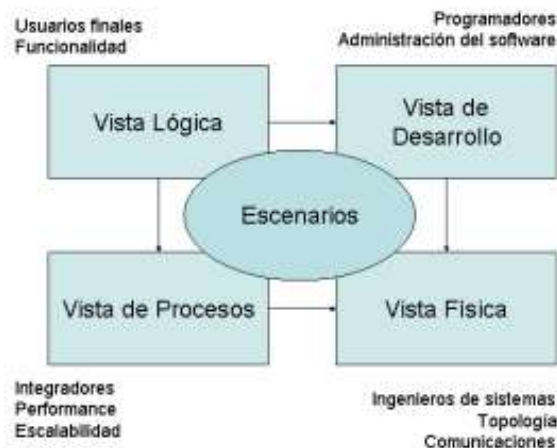 Usuarios finales
Funcionalidad
Programadores
Administración del software
Vista Lógica
Vista de
Desarrollo
Escenarios
Vista de Procesos
Vista Física
Integradores
Performance
Escalabilidad
Ingenieros de sistemas
Topología
Comunicaciones